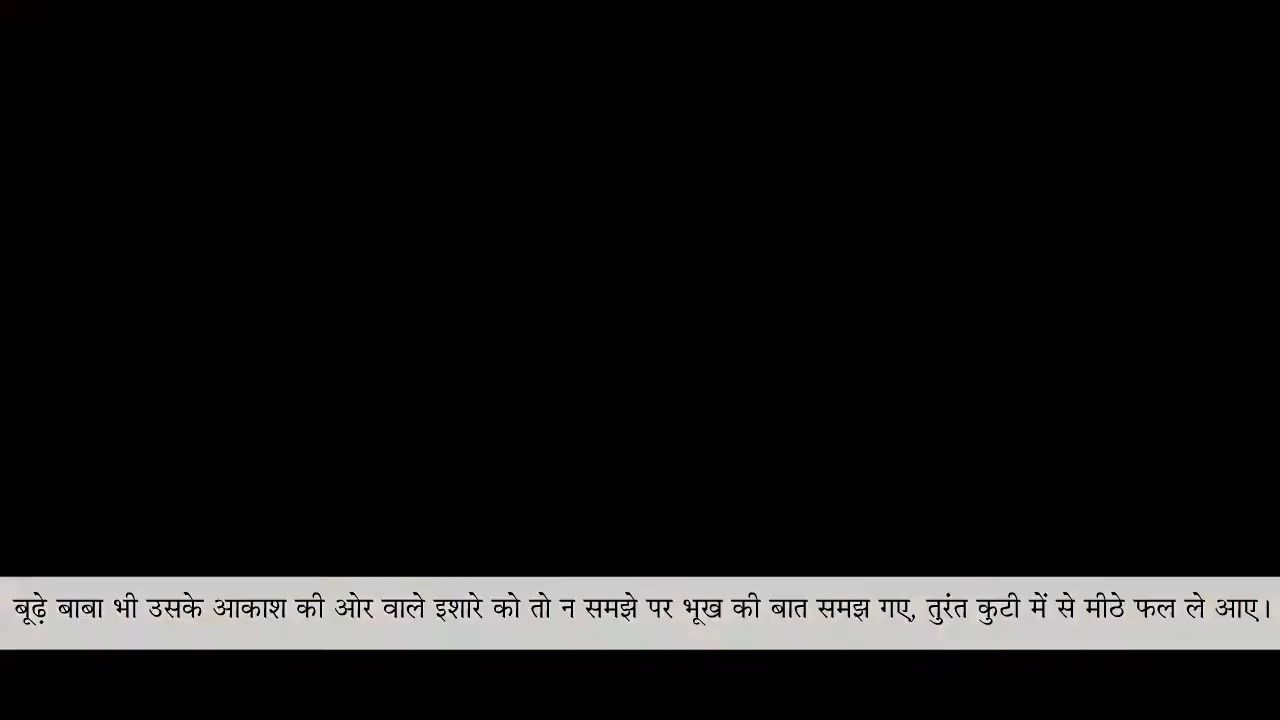 बूढ़े बाबा भी उसके आकाश की ओर वाले इशारे को तो न समझे पर भूख की बात समझ गए, तुरंत कुटी में से मीठे फल ले आए।